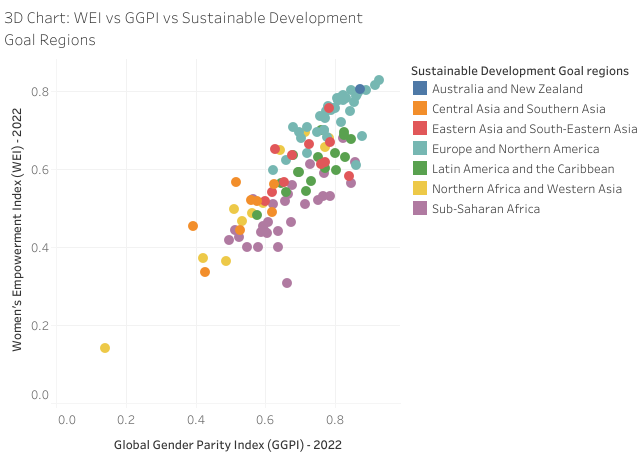 3D Chart: WEI vs GGPI vs Sustainable Development
Goal Regions
Sustainable Development Goal regions
Australia and New Zealand
Central Asia and Southern Asia
Eastern Asia and South-Eastern Asia
Europe and Northern America
Latin America and the Caribbean
Northern Africa and Western Asia
Sub-Saharan Africa
Women's Empowerment Index (WEI) - 2022
0.8
0.6
0.4
0.2
0.0
0.0 0.2 0.4 0.6 0.8
Global Gender Parity Index (GGPI) - 2022